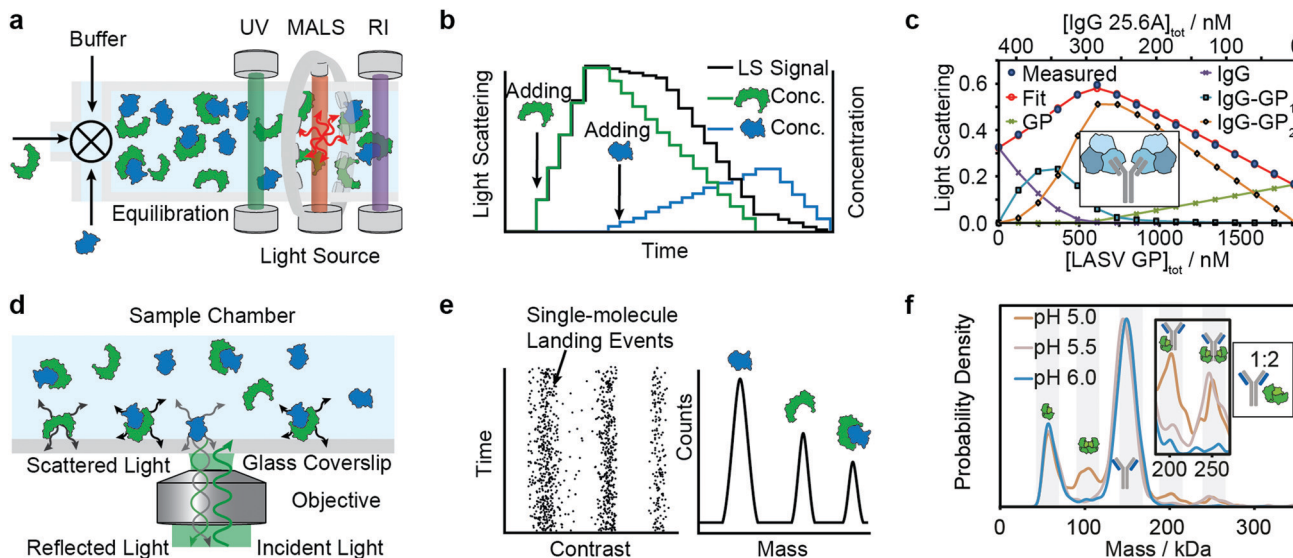 a
UV
MALS
RI
Buffer
Equilibration
Light Source
b
Light Scattering
Adding
Adding
LS Signal
Conc.
Conc.
Concentration
Time
c
[IgG 25.6A]tot / nM
400
300
200
100
Light Scattering
0.6
0.4
0.2
0.0
Measured
Fit
GP
IgG
IgG-GP1
IgG-GP2
0
500
1000
1500
[LASV GP]tot / nM
d
Sample Chamber
Scattered Light
Glass Coverslip
Objective
Reflected Light
Incident Light
e
Single-molecule
Landing Events
Time
Contrast
Counts
Mass
f
Probability Density
pH 5.0
pH 5.5
pH 6.0
200
250
1:2
0
100
200
300
Mass / kDa